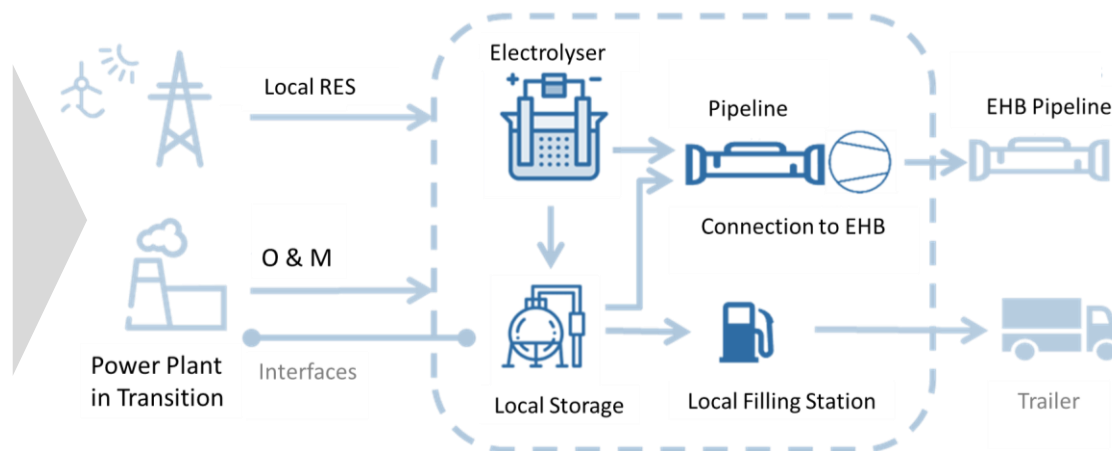 Electrolyser
Local RES
Pipeline
EHB Pipeline
O & M
Connection to EHB
Power Plant
in Transition
Interfaces
Local Storage
Local Filling Station
Trailer